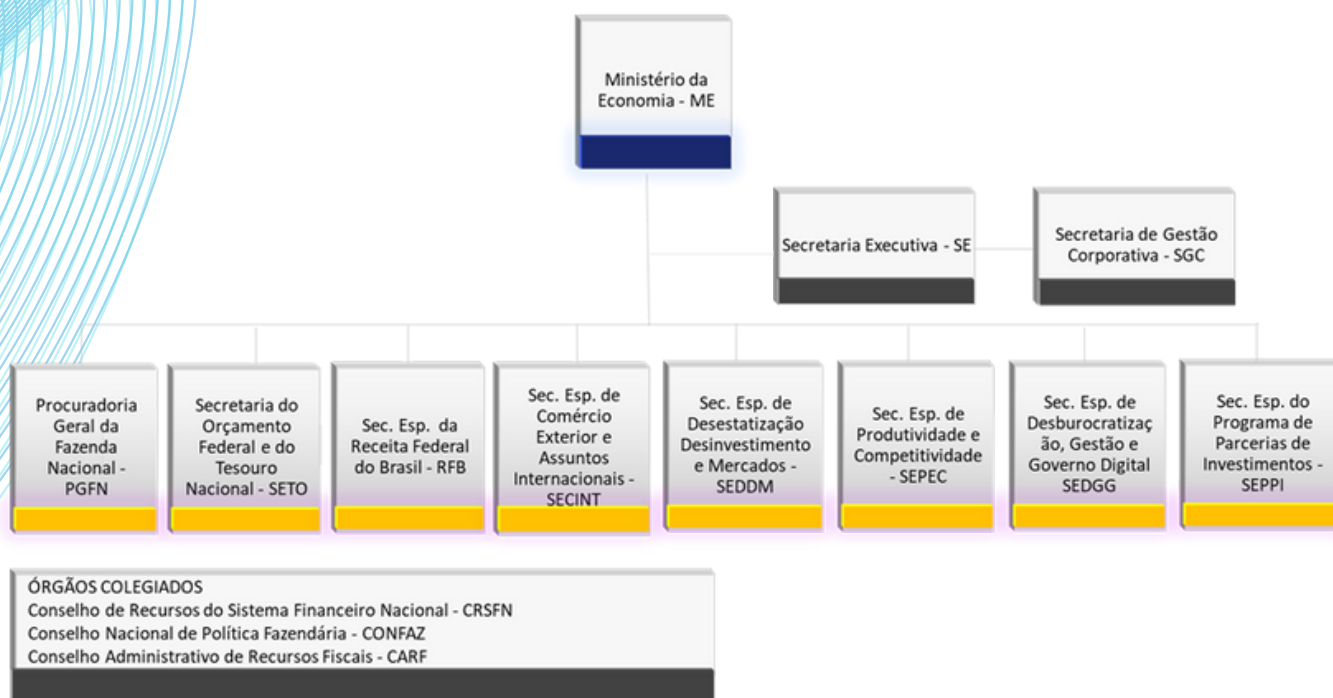 Ministério da
Economia - ME
Secretaria Executiva - SE
Secretaria de Gestão
Corporativa - SGC
Procuradoria
Geral da
Fazenda
Nacional -
PGFN
Secretaria do
Orçamento
Federal e do
Tesouro
Nacional - SETO
Sec. Esp. da
Receita Federal
do Brasil - RFB
Sec. Esp. de
Comércio
Exterior e
Assuntos
Internacionais -
SECINT
Sec. Esp. de
Desestatização
Desinvestimento
e Mercados -
SEDDM
Sec. Esp. de
Produtividade e
Competitividade
- SEPEC
Sec. Esp. de
Desburocratizaç
ão, Gestão e
Governo Digital
SEDGG
Sec. Esp. do
Programa de
Parcerias de
Investimentos -
SEPPI
ÓRGÃOS COLEGIADOS
Conselho de Recursos do Sistema Financeiro Nacional - CRSFN
Conselho Nacional de Política Fazendária - CONFAZ
Conselho Administrativo de Recursos Fiscais - CARF